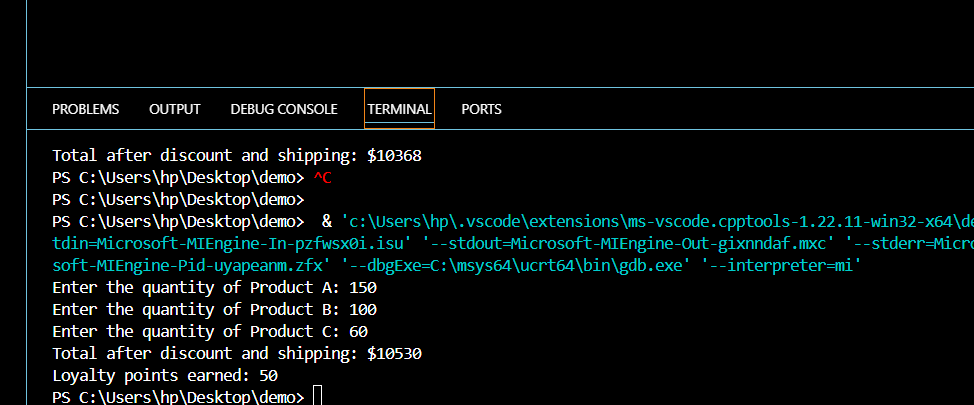 PROBLEMS OUTPUT DEBUG CONSOLE TERMINAL PORTS
Total after discount and shipping: $10368
PS C:\Users\hp\Desktop\demo> ^C
PS C:\Users\hp\Desktop\demo>
PS C:\Users\hp\Desktop\demo>  & 'c:\Users\hp\.vscode\extensions\ms-vscode.cpptools-1.22.11-win32-x64\de
tdin=Microsoft-MIEngine-In-pzfwsx0i.isu' '--stdout=Microsoft-MIEngine-Out-gixnndaf.mxc' '--stderr=Micro
soft-MIEngine-Pid-uyapeanm.zfx' '--dbgExe=C:\msys64\ucrt64\bin\gdb.exe' '--interpreter=mi'
Enter the quantity of Product A: 150
Enter the quantity of Product B: 100
Enter the quantity of Product C: 60
Total after discount and shipping: $10530
Loyalty points earned: 50
PS C:\Users\hp\Desktop\demo>